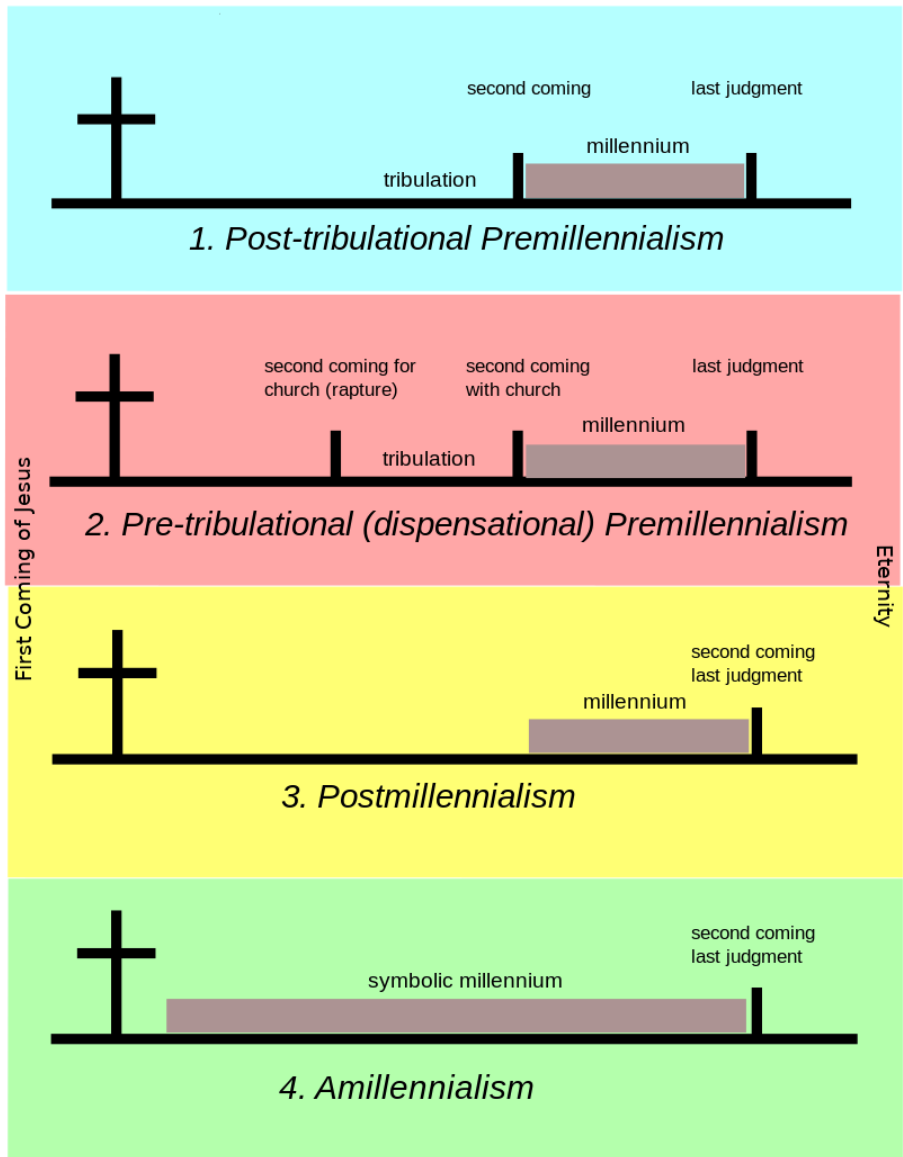 second coming
last judgment
millennium
tribulation
1. Post-tribulational Premillennialism
second coming for
church (rapture)
second coming
with church
last judgment
millennium
tribulation
2. Pre-tribulational (dispensational) Premillennialism
First Coming of Jesus
Eternity
second coming
last judgment
millennium
3. Postmillennialism
second coming
last judgment
symbolic millennium
4. Amillennialism